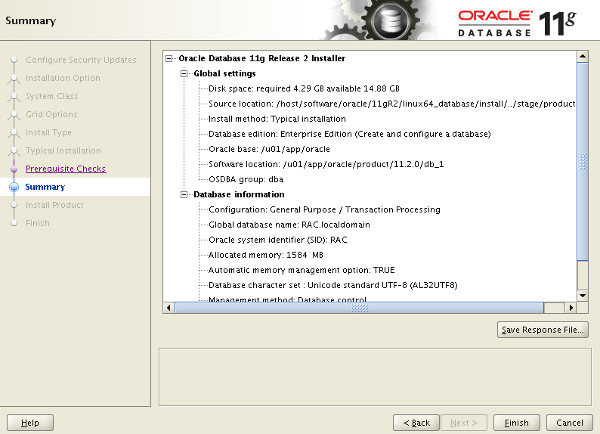 Summary
ORACLE
DATABASE 11g
Configure Security Updates
Installation Option
System Class
Grid Options
Install Type
Typical Installation
Prerequisite Checks
Summary
Install Product
Finish
Oracle Database 11g Release 2 Installer
Global settings
Disk space: required 4.29 GB available 14.88 GB
Source location: /host/software/oracle/11gR2/linux64_database/install/../stage/product
Install method: Typical installation
Database edition: Enterprise Edition (Create and configure a database)
Oracle base: /u01/app/oracle
Software location: /u01/app/oracle/product/11.2.0/db_1
OSDBA group: dba
Database information
Configuration: General Purpose / Transaction Processing
Global database name: RAC.localdomain
Oracle system identifier (SID): RAC
Allocated memory: 1584 MB
Automatic memory management option: TRUE
Database character set : Unicode standard UTF-8 (AL32UTF8)
Management method: Database control
Save Response File...
Help
< Back
Next >
Finish
Cancel